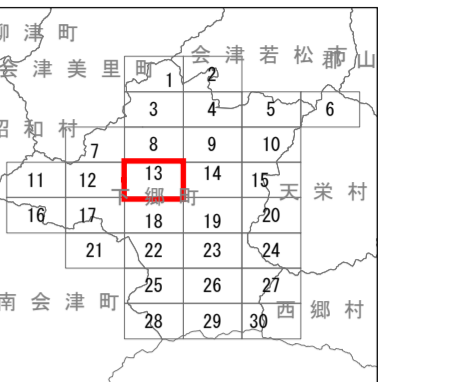 柳津町
会津若松市
郡山
会津美里町
1 2
3 4 5 6
昭和村
7 8 9 10
11 12 13 14 15
天栄村
下郷町
16 17 18 19 20
21 22 23 24
25 26 27
南会津町
西郷村
28 29 30